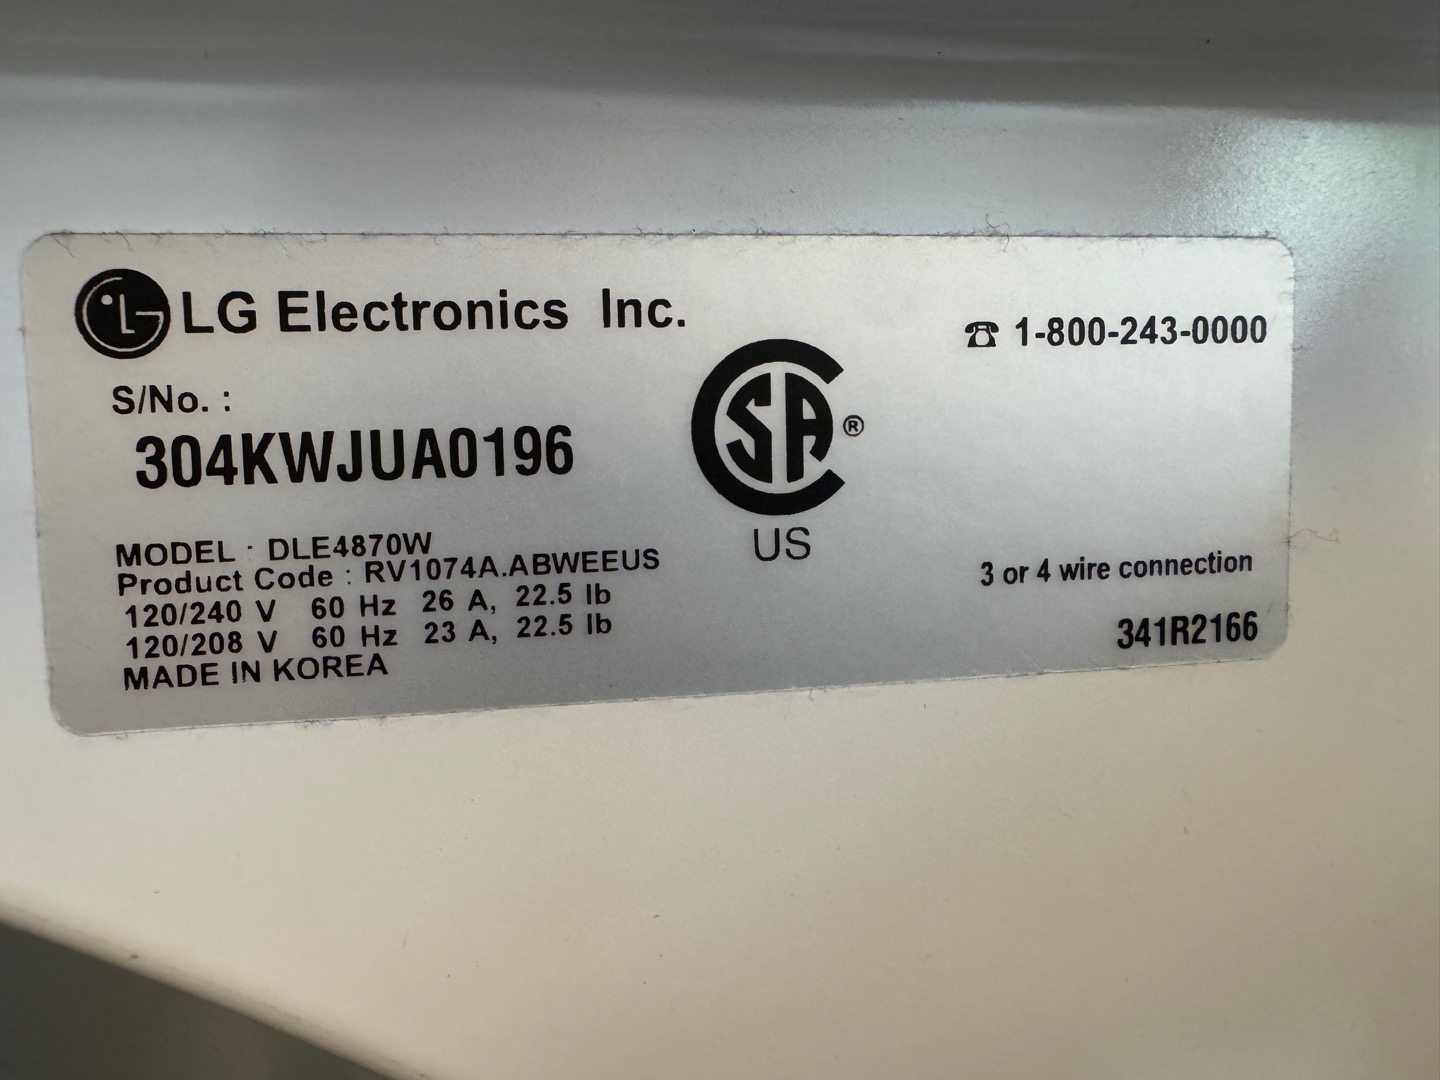 LG Electronics Inc.
☎ 1-800-243-0000
S/No. :
304KWJUA0196
SA ®
US
MODEL : DLE4870W
Product Code : RV1074A.ABWEEUS
120/240 V 60 Hz 26 A, 22.5 lb
120/208 V 60 Hz 23 A, 22.5 lb
MADE IN KOREA
3 or 4 wire connection
341R2166